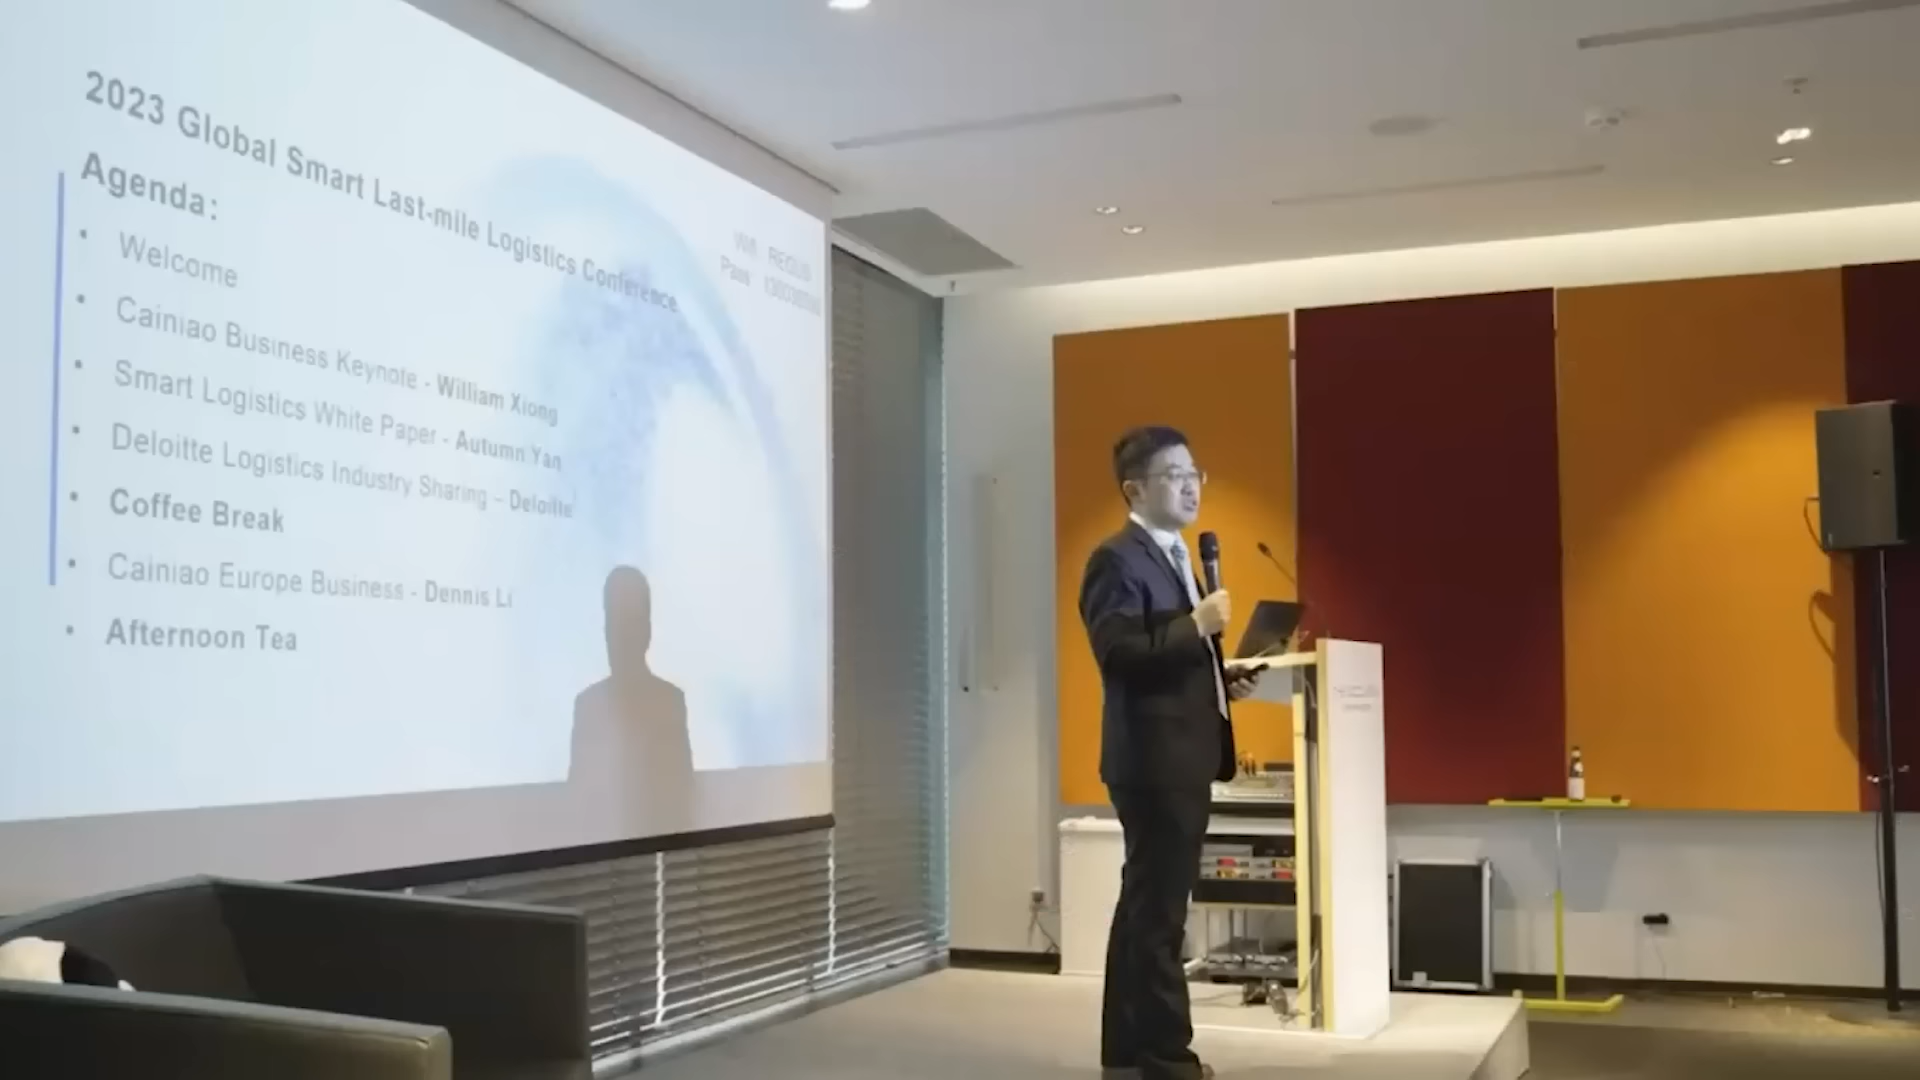 2023 Global Smart Last-mile Logistics Conference
Agenda:
• Welcome
• Cainiao Business Keynote - William Xiong
• Smart Logistics White Paper - Autumn Yan
• Deloitte Logistics Industry Sharing – Deloitte
• Coffee Break
• Cainiao Europe Business - Dennis Li
• Afternoon Tea